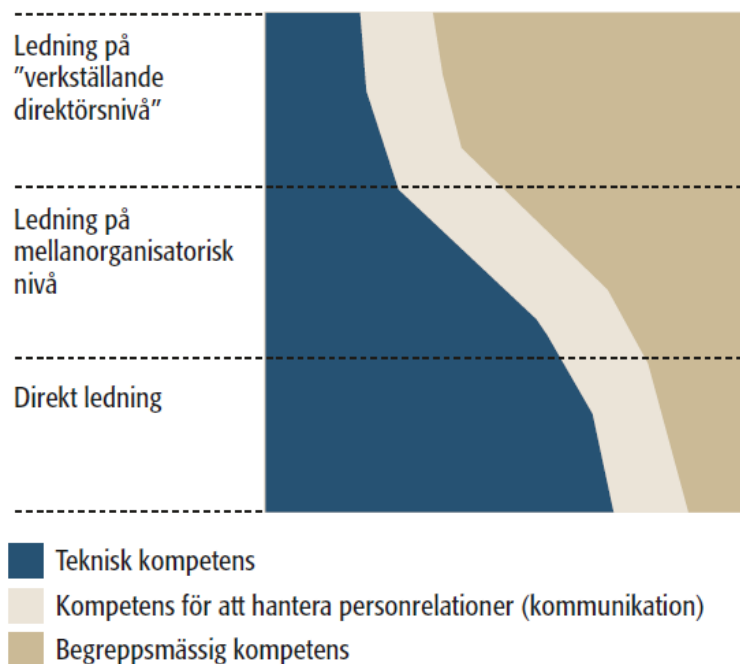 Ledning på
”verkställande
direktörsnivå”
Ledning på
mellanorganisatorisk
nivå
Direkt ledning
Teknisk kompetens
Kompetens för att hantera personrelationer (kommunikation)
Begreppsmässig kompetens